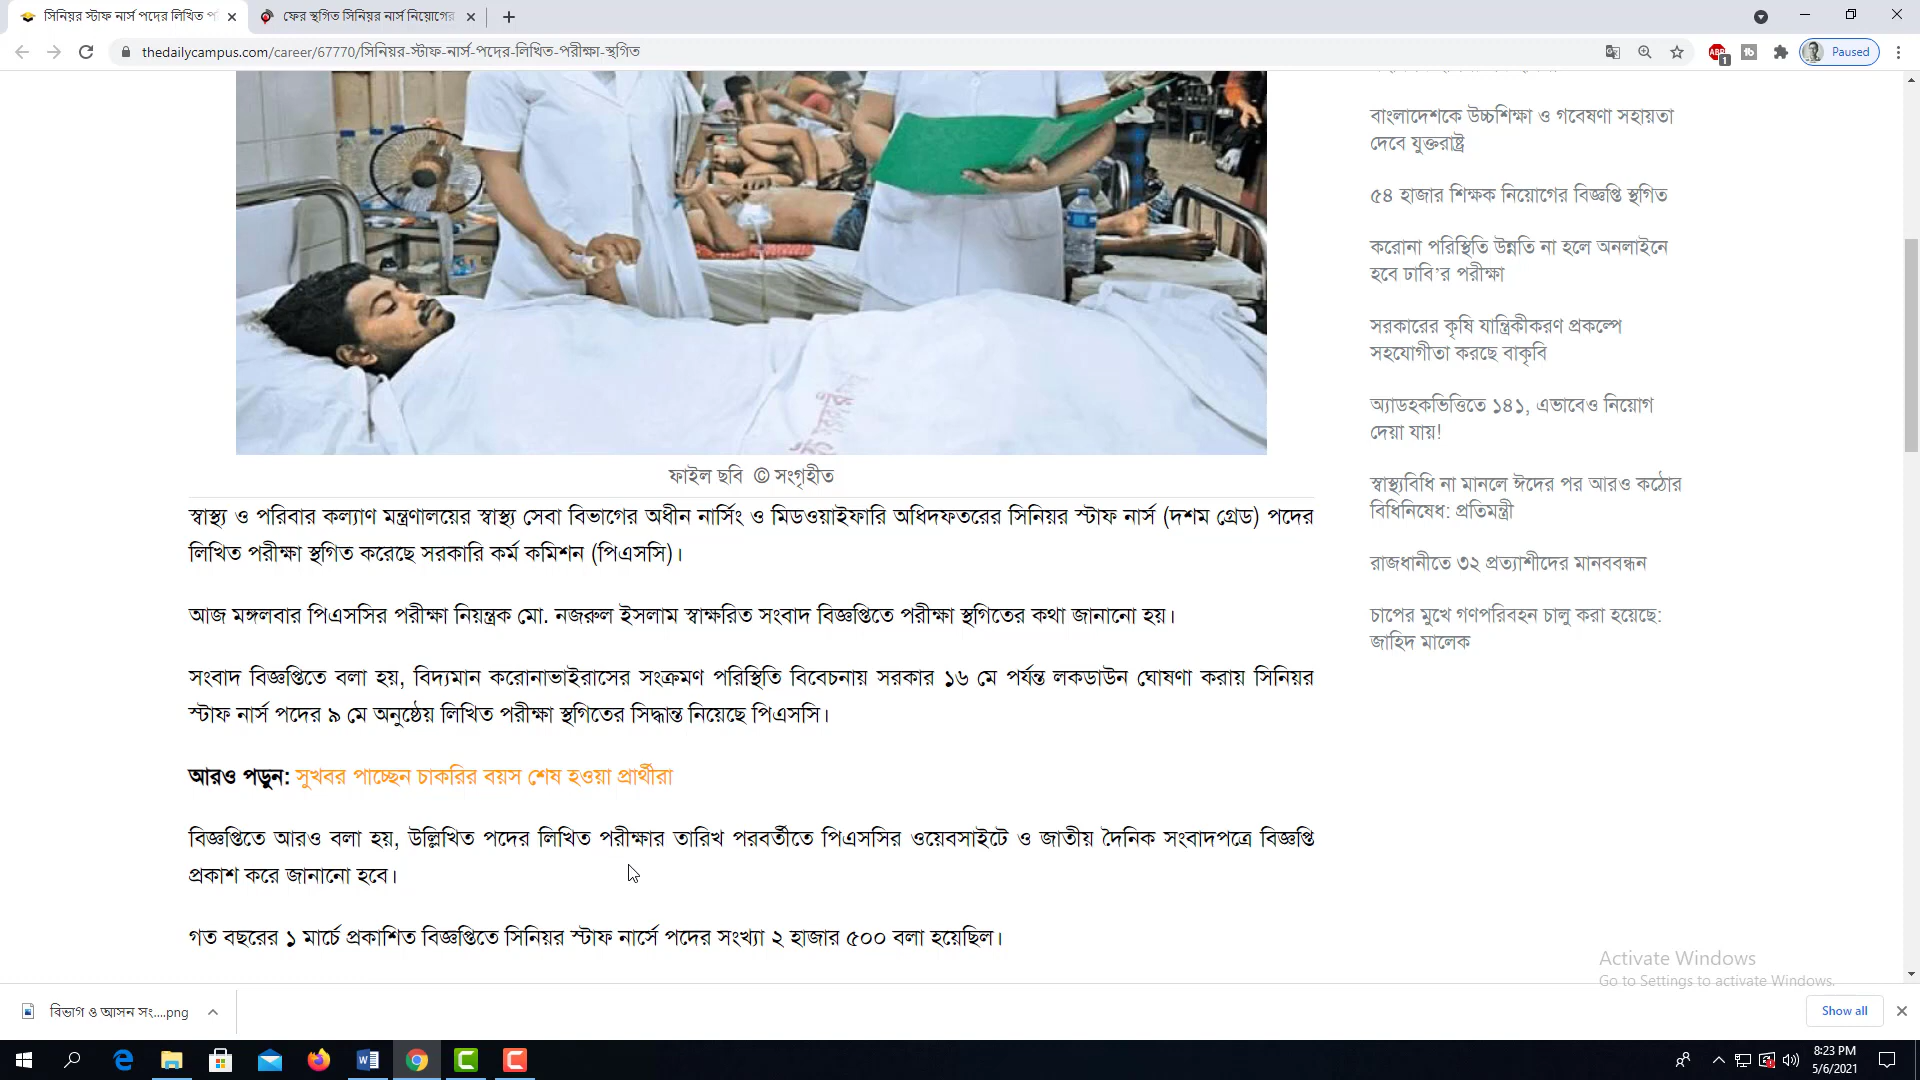 সিনিয়র স্টাফ নার্স পদের লিখিত
ফের স্থগিত সিনিয়র নার্স নিয়োগের
thedailycampus.com/career/67770/সিনিয়র-স্টাফ-নার্স-পদের-লিখিত-পরীক্ষা-স্থগিত
ABP
1
Paused
ফাইল ছবি © সংগৃহীত
স্বাস্থ্য ও পরিবার কল্যাণ মন্ত্রণালয়ের স্বাস্থ্য সেবা বিভাগের অধীন নার্সিং ও মিডওয়াইফারি অধিদফতরের সিনিয়র স্টাফ নার্স (দশম গ্রেড) পদের
লিখিত পরীক্ষা স্থগিত করেছে সরকারি কর্ম কমিশন (পিএসসি)।
আজ মঙ্গলবার পিএসসির পরীক্ষা নিয়ন্ত্রক মো. নজরুল ইসলাম স্বাক্ষরিত সংবাদ বিজ্ঞপ্তিতে পরীক্ষা স্থগিতের কথা জানানো হয়।
সংবাদ বিজ্ঞপ্তিতে বলা হয়, বিদ্যমান করোনাভাইরাসের সংক্রমণ পরিস্থিতি বিবেচনায় সরকার ১৬ মে পর্যন্ত লকডাউন ঘোষণা করায় সিনিয়র
স্টাফ নার্স পদের ৯ মে অনুষ্ঠেয় লিখিত পরীক্ষা স্থগিতের সিদ্ধান্ত নিয়েছে পিএসসি।
আরও পড়ুন: সুখবর পাচ্ছেন চাকরির বয়স শেষ হওয়া প্রার্থীরা
বিজ্ঞপ্তিতে আরও বলা হয়, উল্লিখিত পদের লিখিত পরীক্ষার তারিখ পরবর্তীতে পিএসসির ওয়েবসাইটে ও জাতীয় দৈনিক সংবাদপত্রে বিজ্ঞপ্তি
প্রকাশ করে জানানো হবে।
গত বছরের ১ মার্চে প্রকাশিত বিজ্ঞপ্তিতে সিনিয়র স্টাফ নার্সে পদের সংখ্যা ২ হাজার ৫০০ বলা হয়েছিল।
বাংলাদেশকে উচ্চশিক্ষা ও গবেষণা সহায়তা
দেবে যুক্তরাষ্ট্র
৫৪ হাজার শিক্ষক নিয়োগের বিজ্ঞপ্তি স্থগিত
করোনা পরিস্থিতি উন্নতি না হলে অনলাইনে
হবে ঢাবি'র পরীক্ষা
সরকারের কৃষি যান্ত্রিকীকরণ প্রকল্পে
সহযোগীতা করছে বাকৃবি
অ্যাডহকভিত্তিতে ১৪১, এভাবেও নিয়োগ
দেয়া যায়!
স্বাস্থ্যবিধি না মানলে ঈদের পর আরও কঠোর
বিধিনিষেধ: প্রতিমন্ত্রী
রাজধানীতে ৩২ প্রত্যাশীদের মানববন্ধন
চাপের মুখে গণপরিবহন চালু করা হয়েছে:
জাহিদ মালেক
Activate Windows
Go to Settings to activate Windows.
বিভাগ ও আসন সং....png
Show all
8:23 PM
5/6/2021